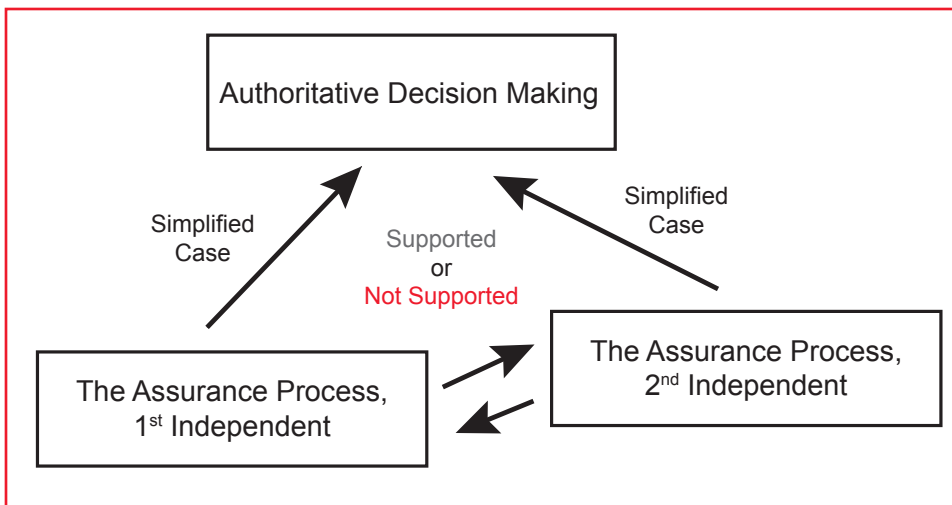 Authoritative Decision Making
Simplified
Case
Simplified
Case
Supported
or
Not Supported
The Assurance Process,
1st Independent
The Assurance Process,
2nd Independent